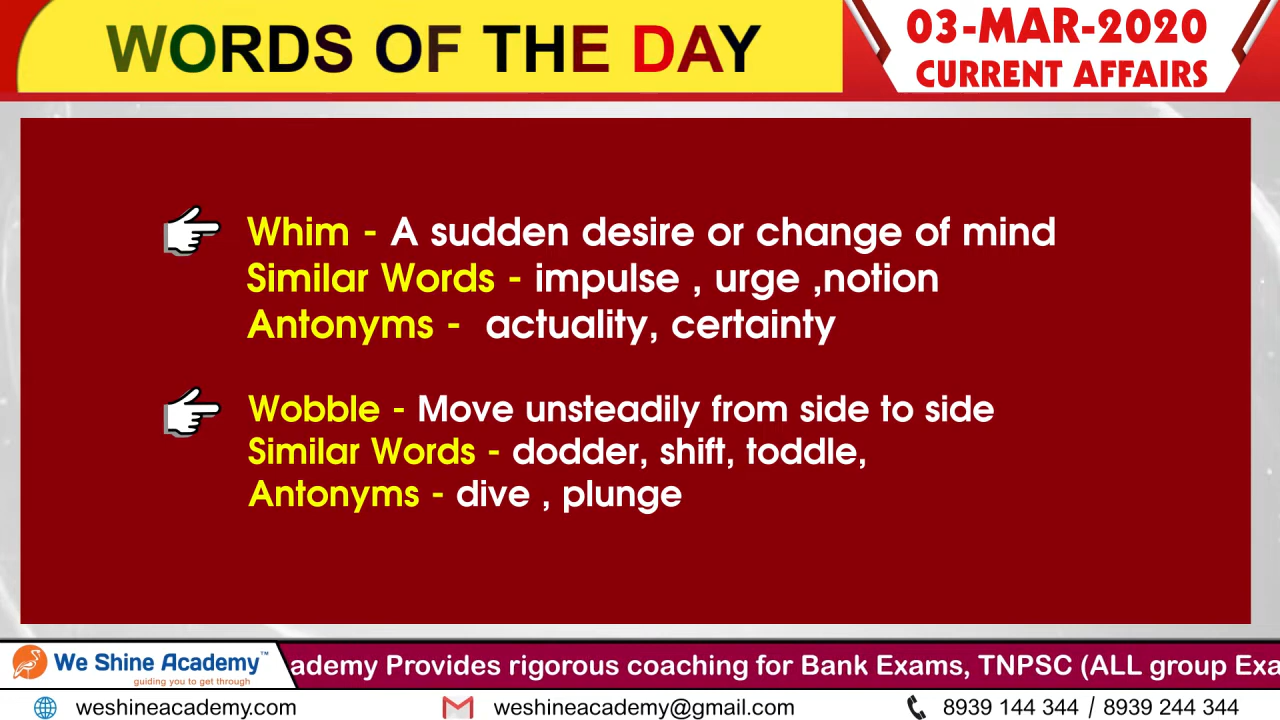 WORDS OF THE DAY
03-MAR-2020
CURRENT AFFAIRS
Whim - A sudden desire or change of mind
Similar Words - impulse , urge ,notion
Antonyms - actuality, certainty
Wobble - Move unsteadily from side to side
Similar Words - dodder, shift, toddle,
Antonyms - dive , plunge
We Shine Academy™
guiding you to get through
ademy Provides rigorous coaching for Bank Exams, TNPSC (ALL group Exa
weshineacademy.com
weshineacademy@gmail.com
8939 144 344 / 8939 244 344